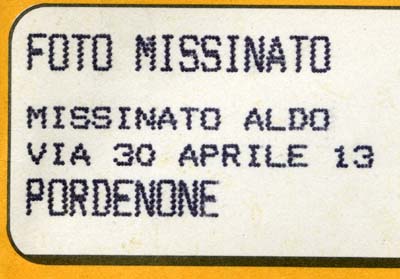 FOTO MISSINATO
MISSINATO ALDO
VIA 30 APRILE 13
PORDENONE